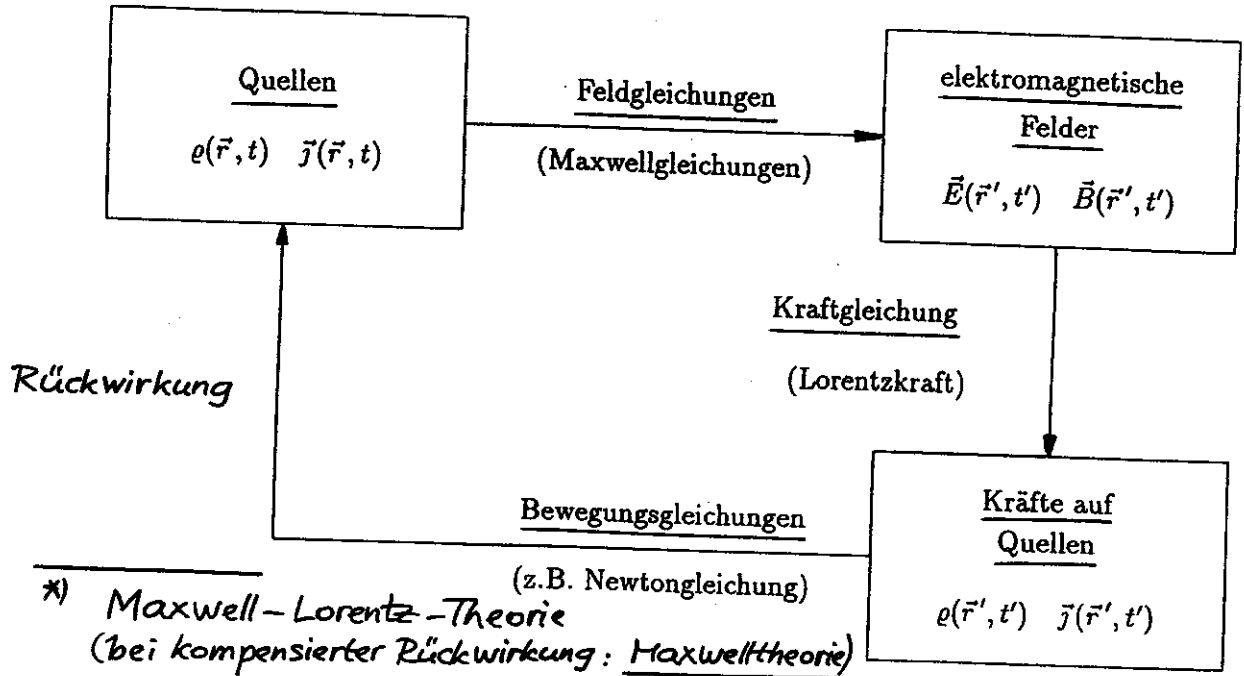 Quellen
ϱ(r⃗, t) ȷ⃗(r⃗, t)
Feldgleichungen
(Maxwellgleichungen)
elektromagnetische
Felder
E⃗(r⃗ ′, t′) B⃗(r⃗ ′, t′)
Kraftgleichung
(Lorentzkraft)
Rückwirkung
Kräfte auf
Quellen
ϱ(r⃗ ′, t′) ȷ⃗(r⃗ ′, t′)
Bewegungsgleichungen
(z.B. Newtongleichung)
*) Maxwell-Lorentz-Theorie
(bei kompensierter Rückwirkung: Maxwelltheorie)